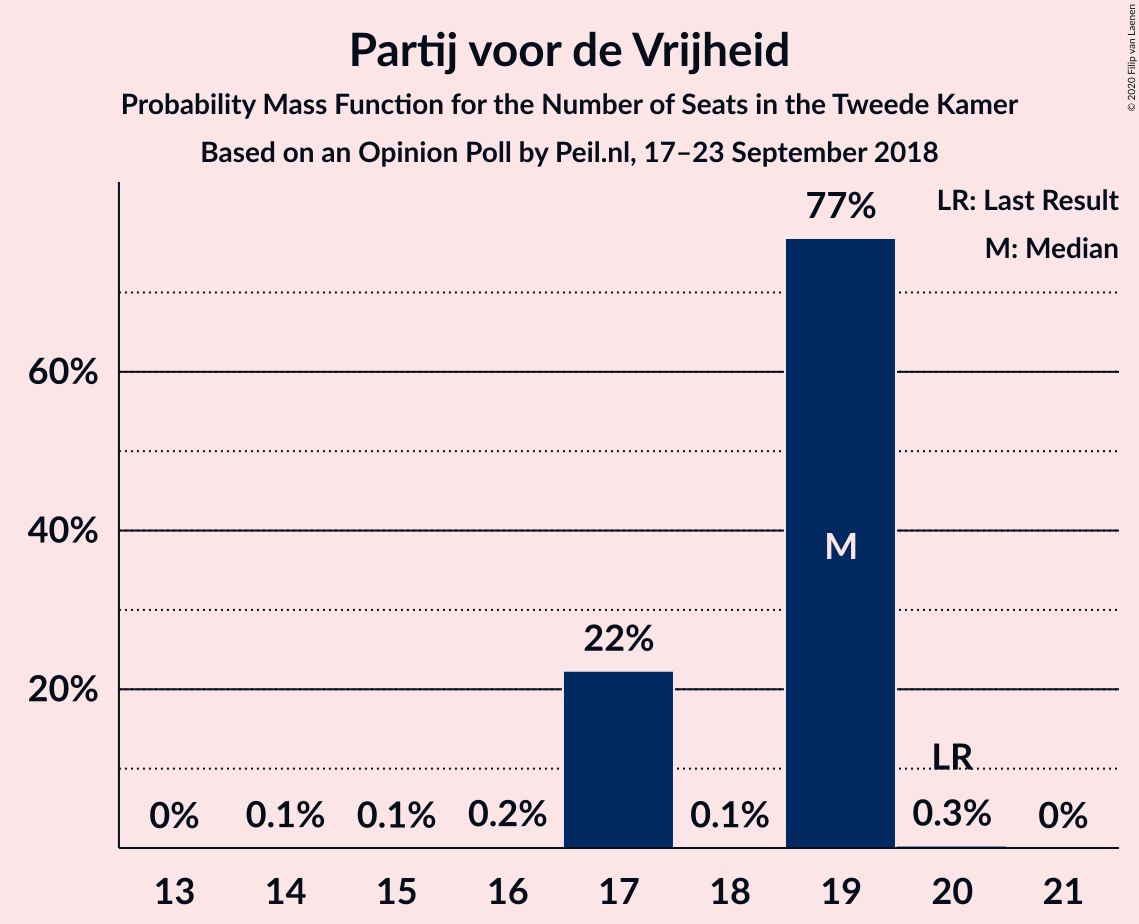 Partij voor de Vrijheid
Probability Mass Function for the Number of Seats in the Tweede Kamer
Based on an Opinion Poll by Peil.nl, 17–23 September 2018
© 2020 Filip van Laenen
LR: Last Result
M: Median
77%
60%
40%
M
22%
20%
LR
0% 0.1% 0.1% 0.2% 0.1% 0.3% 0%
13 14 15 16 17 18 19 20 21